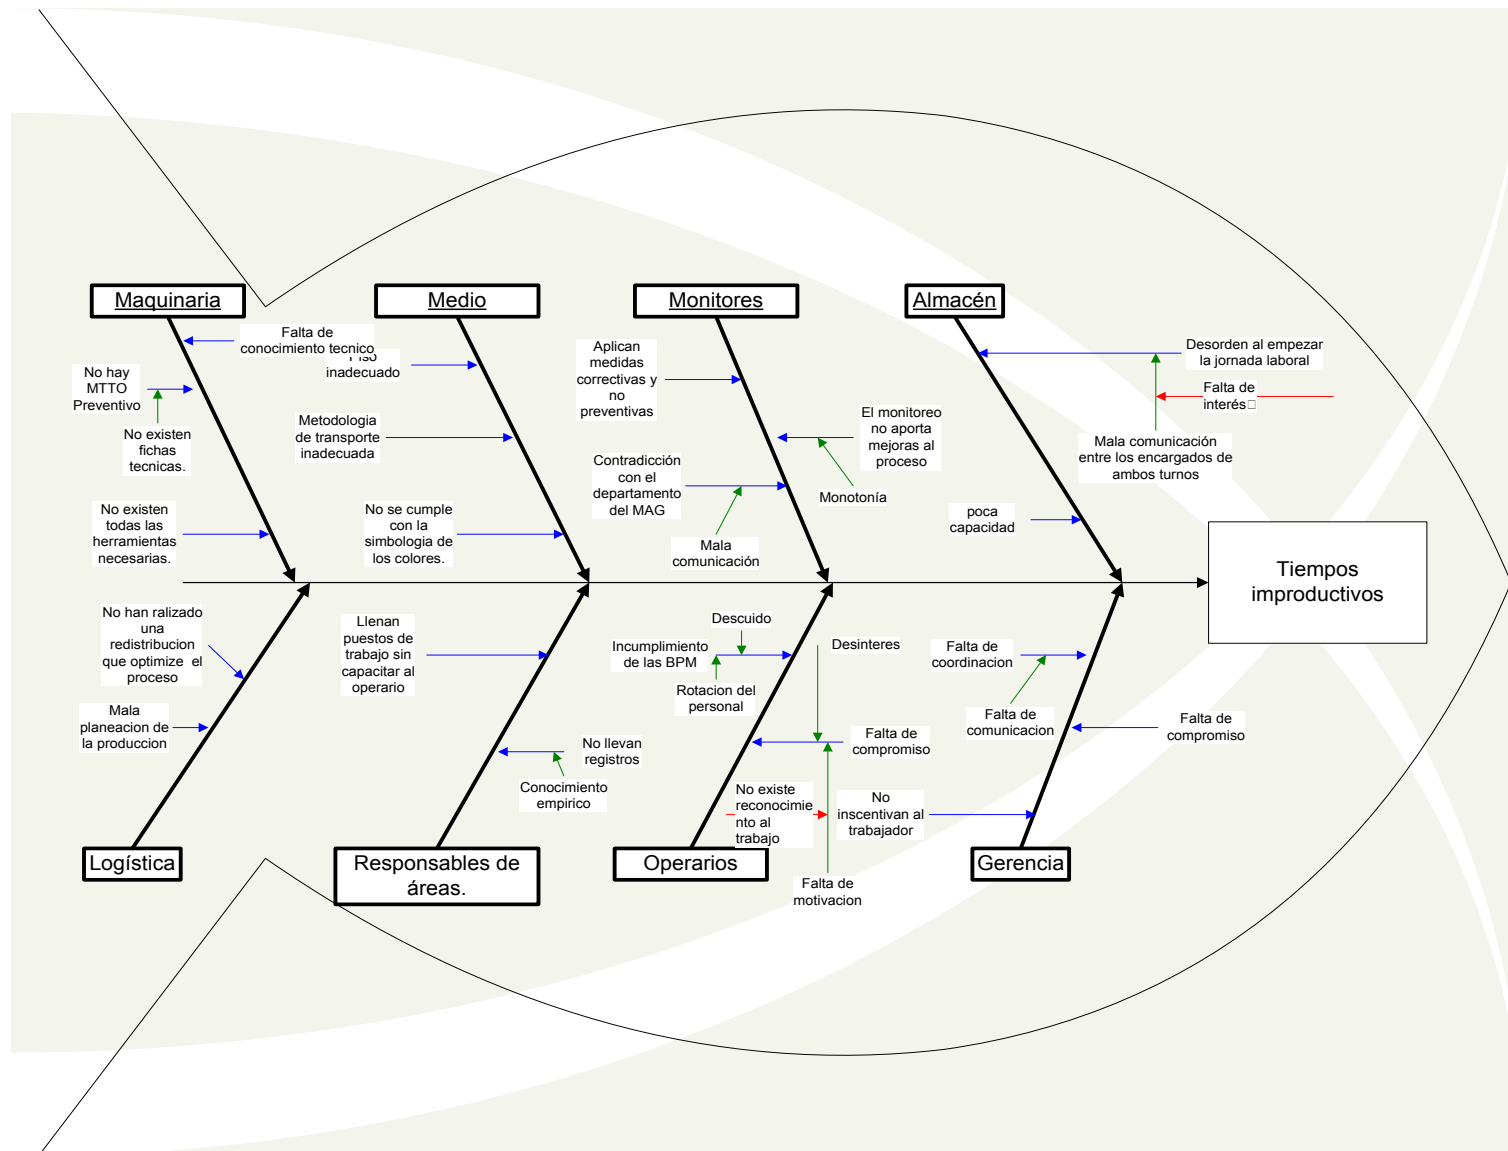 Maquinaria
Medio
Monitores
Almacén
Falta de
conocimiento tecnico
inadecuado
No hay
MTTO
Preventivo
No existen
fichas
tecnicas.
No existen
todas las
herramientas
necesarias.
Metodologia
de transporte
inadecuada
No se cumple
con la
simbologia de
los colores.
Aplican
medidas
correctivas y
no
preventivas
El monitoreo
no aporta
mejoras al
proceso
Monotonía
Contradicción
con el
departamento
del MAG
Mala
comunicación
Desorden al empezar
la jornada laboral
Falta de
interés
Mala comunicación
entre los encargados de
ambos turnos
poca
capacidad
Tiempos
improductivos
No han ralizado
una
redistribucion
que optimize el
proceso
Mala
planeacion de
la produccion
Llenan
puestos de
trabajo sin
capacitar al
operario
No llevan
registros
Conocimiento
empirico
Descuido
Incumplimiento
de las BPM
Rotacion del
personal
Desinteres
Falta de
compromiso
No existe
reconocimie
nto al
trabajo
Falta de
motivacion
Falta de
coordinacion
Falta de
comunicacion
Falta de
compromiso
No
inscentivan al
trabajador
Logística
Responsables de
áreas.
Operarios
Gerencia